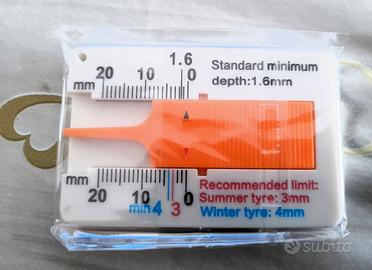 1.6
mm 20 10 0
Standard minimum
depth:1.6mm
mm
20 10 0
min 4 3
Recommended limit:
Summer tyre: 3mm
Winter tyre: 4mm
subito